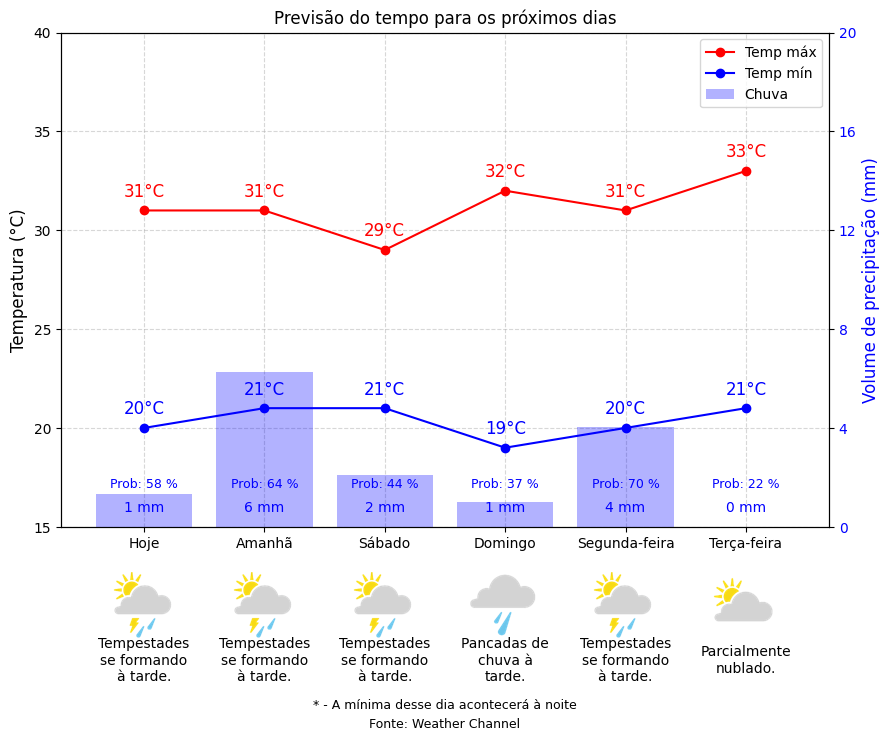 Previsão do tempo para os próximos dias
Temp máx
Temp mín
Chuva
Temperatura (°C)
40
35
30
25
20
15
Volume de precipitação (mm)
20
16
12
8
4
0
31°C
31°C
29°C
32°C
31°C
33°C
20°C
21°C
21°C
19°C
20°C
21°C
Prob: 58 %
Prob: 64 %
Prob: 44 %
Prob: 37 %
Prob: 70 %
Prob: 22 %
1 mm
6 mm
2 mm
1 mm
4 mm
0 mm
Hoje
Amanhã
Sábado
Domingo
Segunda-feira
Terça-feira
Tempestades
se formando
à tarde.
Tempestades
se formando
à tarde.
Tempestades
se formando
à tarde.
Pancadas de
chuva à
tarde.
Tempestades
se formando
à tarde.
Parcialmente
nublado.
* - A mínima desse dia acontecerá à noite
Fonte: Weather Channel